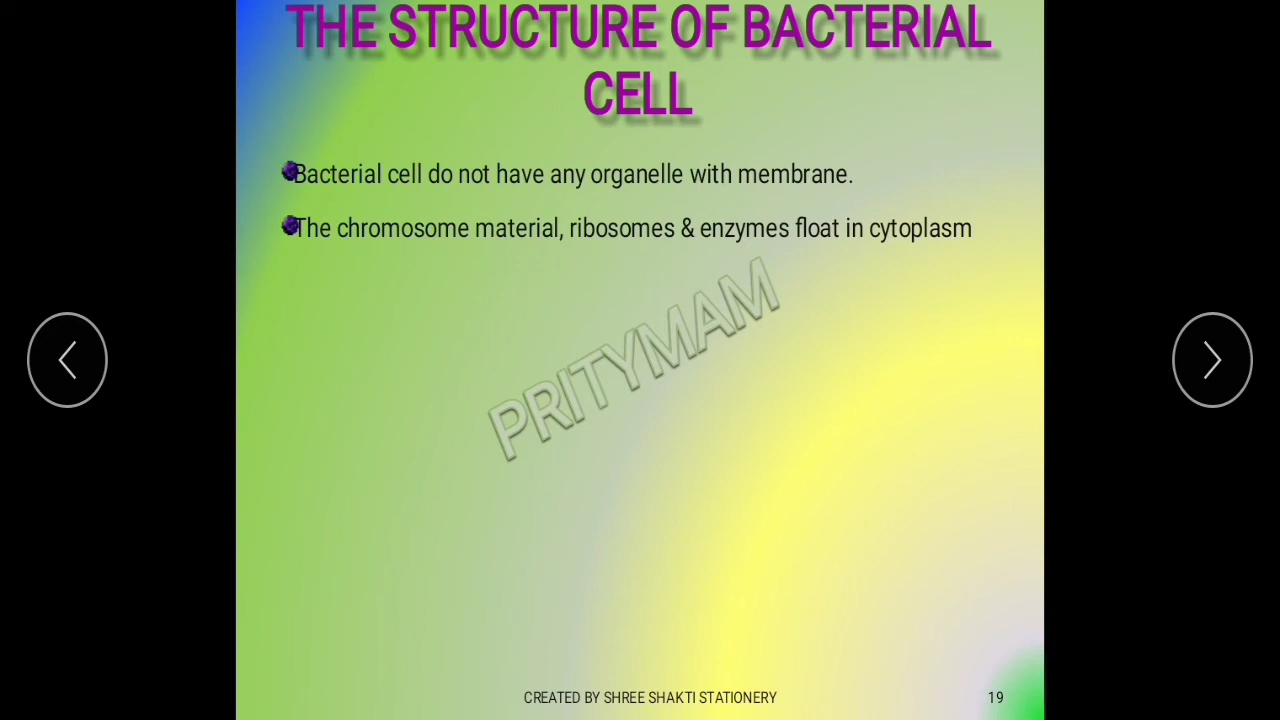 THE STRUCTURE OF BACTERIAL
CELL
Bacterial cell do not have any organelle with membrane.
The chromosome material, ribosomes & enzymes float in cytoplasm
PRITYMAM
CREATED BY SHREE SHAKTI STATIONERY
19